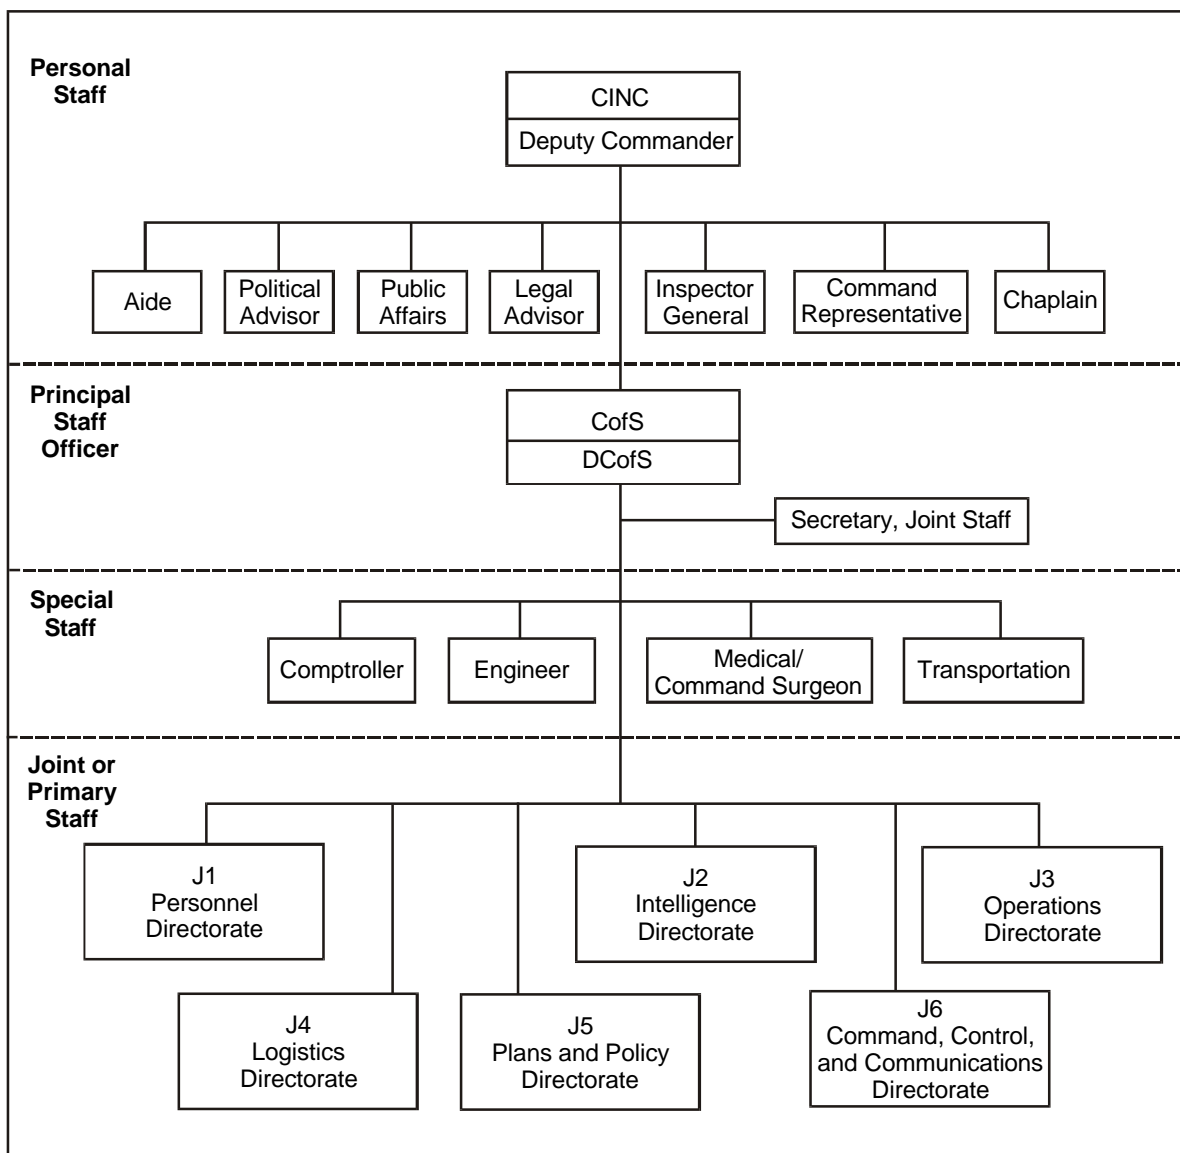 Personal
Staff
CINC
Deputy Commander
Aide
Political
Advisor
Public
Affairs
Legal
Advisor
Inspector
General
Command
Representative
Chaplain
Principal
Staff
Officer
CofS
DCofS
Secretary, Joint Staff
Special
Staff
Comptroller
Engineer
Medical/
Command Surgeon
Transportation
Joint or
Primary
Staff
J1
Personnel
Directorate
J2
Intelligence
Directorate
J3
Operations
Directorate
J4
Logistics
Directorate
J5
Plans and Policy
Directorate
J6
Command, Control,
and Communications
Directorate